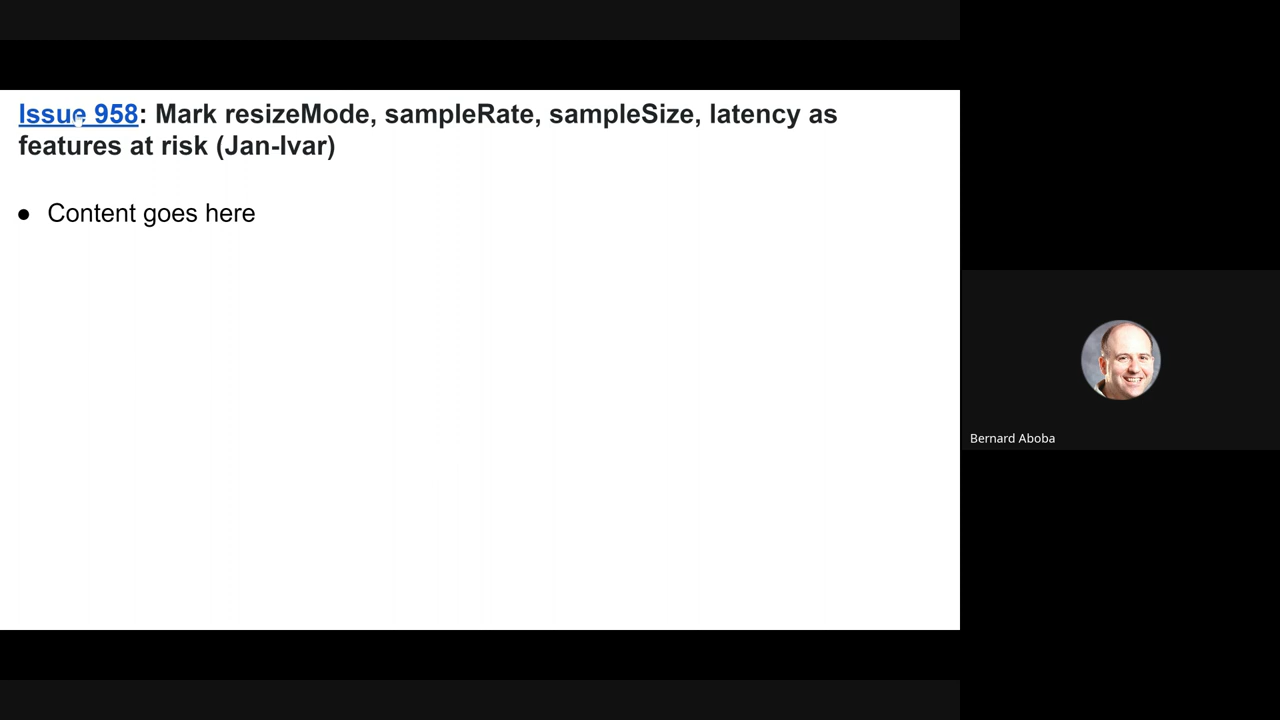 Issue 958: Mark resizeMode, sampleRate, sampleSize, latency as
features at risk (Jan-Ivar)
● Content goes here
Bernard Aboba